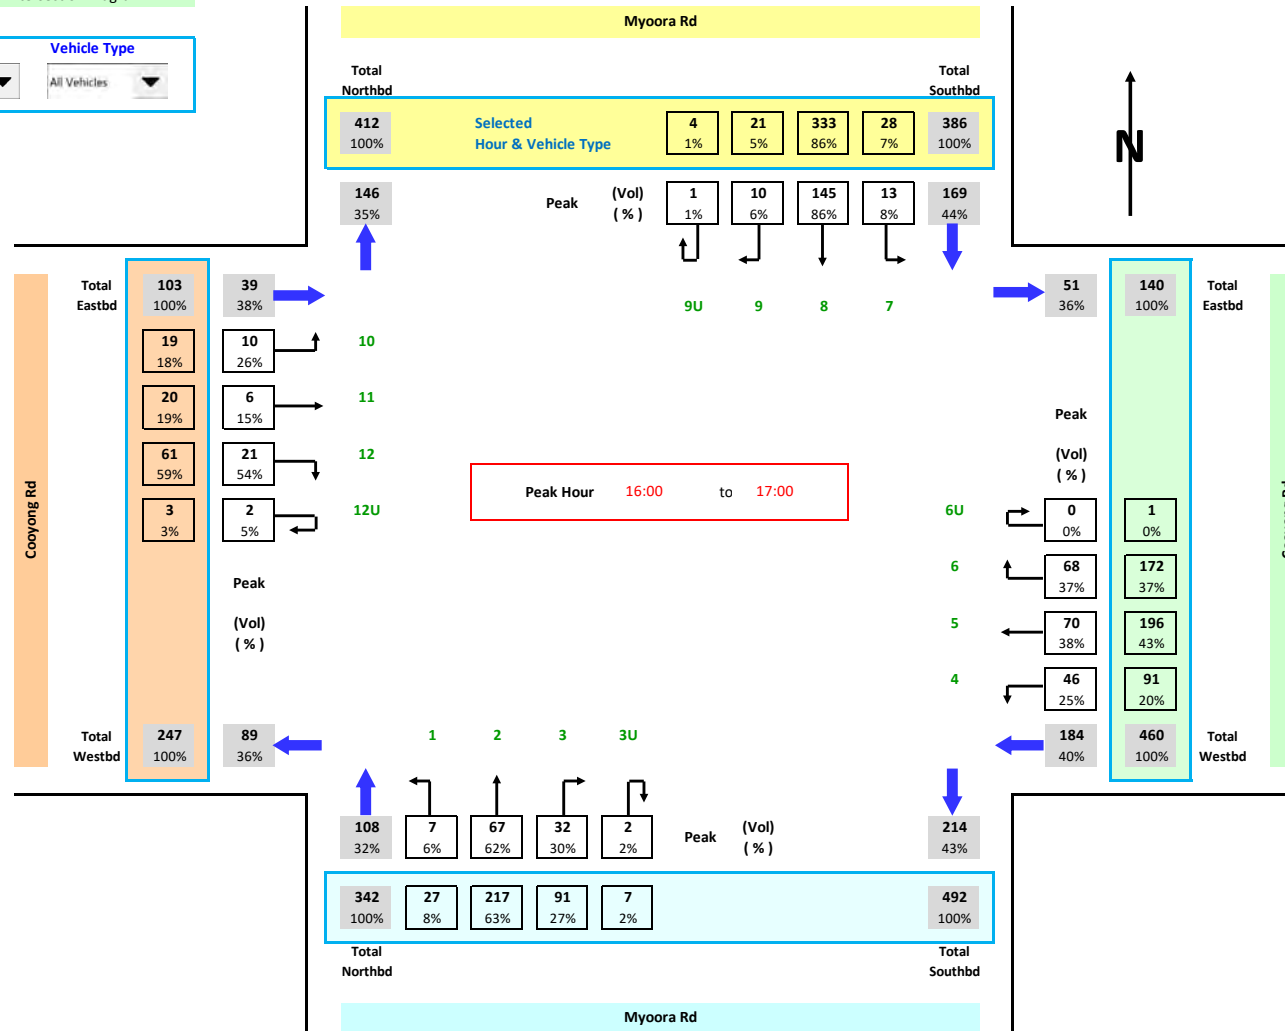 Myoora Rd
Vehicle Type
All Vehicles
Total
Northbd
Total
Southbd
412
100%
Selected
Hour & Vehicle Type
4
1%
21
5%
333
86%
28
7%
386
100%
N
146
35%
Peak
(Vol)
( % )
1
1%
10
6%
145
86%
13
8%
169
44%
9U
9
8
7
Total
Eastbd
103
100%
39
38%
51
36%
140
100%
Total
Eastbd
19
18%
10
26%
10
20
19%
6
15%
11
61
59%
21
54%
12
3
3%
2
5%
12U
Cooyong Rd
Peak
(Vol)
( % )
Peak Hour 16:00 to 17:00
Peak
(Vol)
( % )
6U
0
0%
1
0%
6
68
37%
172
37%
5
70
38%
196
43%
4
46
25%
91
20%
Total
Westbd
247
100%
89
36%
184
40%
460
100%
Total
Westbd
1
2
3
3U
108
32%
7
6%
67
62%
32
30%
2
2%
Peak
(Vol)
( % )
214
43%
342
100%
27
8%
217
63%
91
27%
7
2%
492
100%
Total
Northbd
Total
Southbd
Myoora Rd